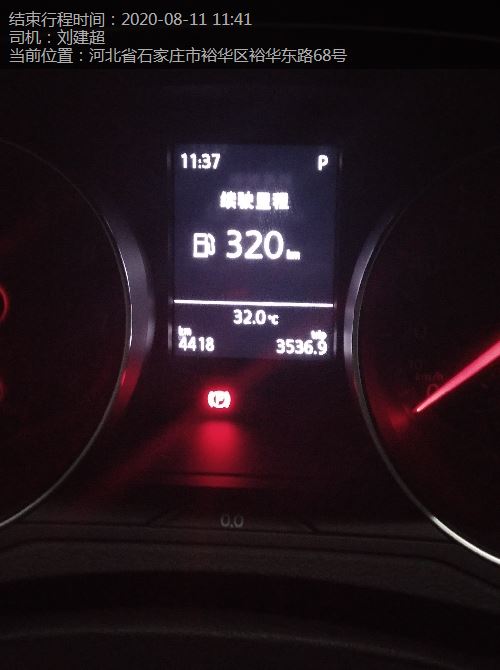 结束行程时间：2020-08-11 11:41
司机：刘建超
当前位置：河北省石家庄市裕华区裕华东路68号
11:37 P
续驶里程
320 km
32.0 ℃
km trip
4418 3536.9
(P)
0.0